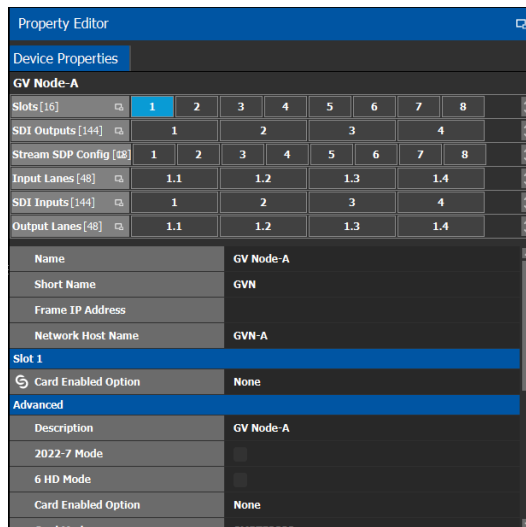 Property Editor
Device Properties
GV Node-A
Slots [16] 1 2 3 4 5 6 7 8
SDI Outputs [144] 1 2 3 4
Stream SDP Config 1 2 3 4 5 6 7 8
Input Lanes [48] 1.1 1.2 1.3 1.4
SDI Inputs [144] 1 2 3 4
Output Lanes [48] 1.1 1.2 1.3 1.4
Name GV Node-A
Short Name GVN
Frame IP Address
Network Host Name GVN-A
Slot 1
Card Enabled Option None
Advanced
Description GV Node-A
2022-7 Mode
6 HD Mode
Card Enabled Option None